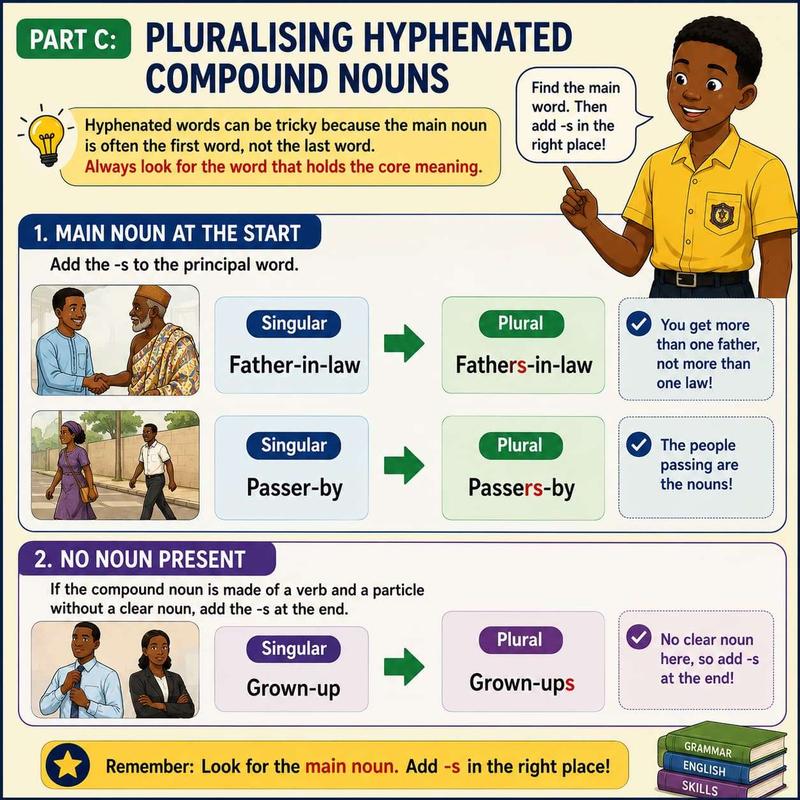 PART C:
PLURALISING HYPHENATED
COMPOUND NOUNS
Hyphenated words can be tricky because the main noun
is often the first word, not the last word.
Always look for the word that holds the core meaning.
Find the main
word. Then
add -s in the
right place!
1. MAIN NOUN AT THE START
Add the -s to the principal word.
Singular
Father-in-law
Plural
Fathers-in-law
You get more
than one father,
not more than
one law!
Singular
Passer-by
Plural
Passers-by
The people
passing are
the nouns!
2. NO NOUN PRESENT
If the compound noun is made of a verb and a particle
without a clear noun, add the -s at the end.
Singular
Grown-up
Plural
Grown-ups
No clear noun
here, so add -s
at the end!
Remember: Look for the main noun. Add -s in the right place!
GRAMMAR
ENGLISH
SKILLS